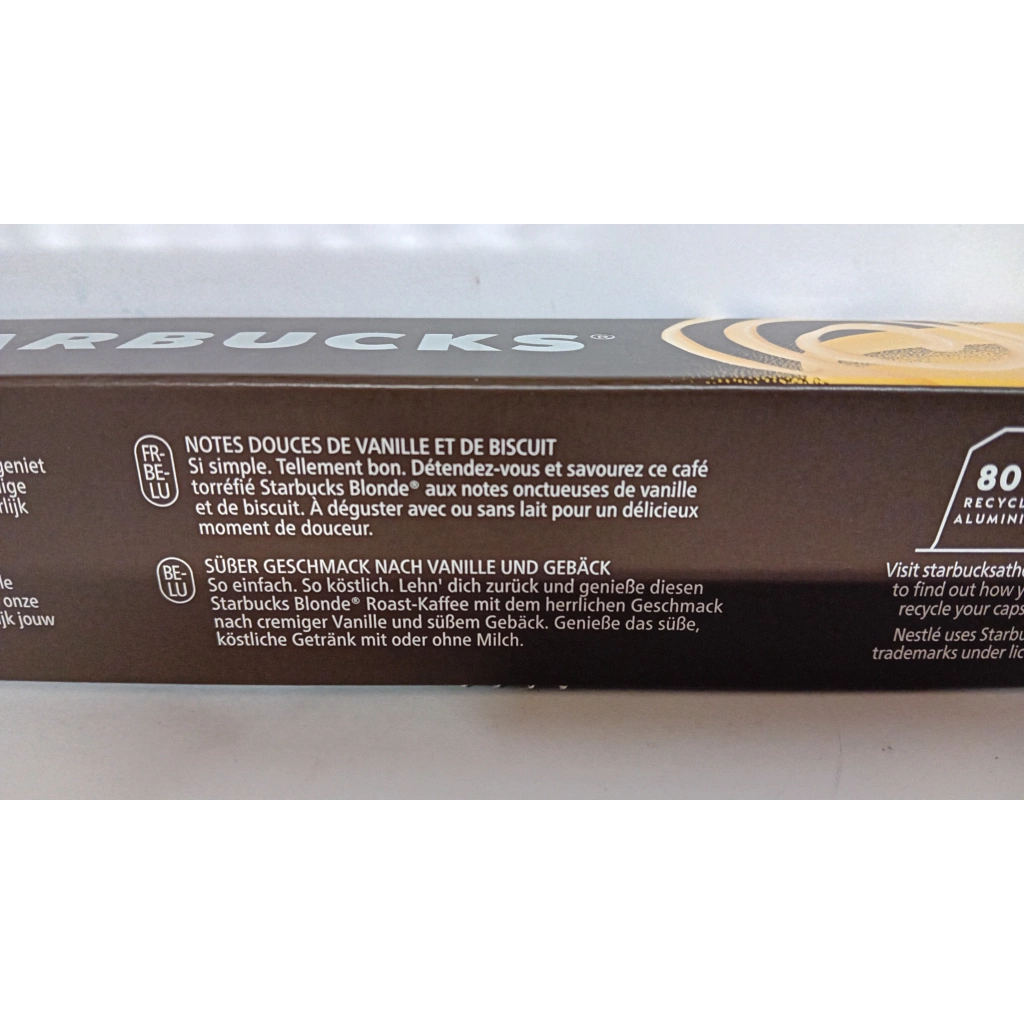 RBUCKS®
geniet
FR-
BE-
LU
NOTES DOUCES DE VANILLE ET DE BISCUIT
Si simple. Tellement bon. Détendez-vous et savourez ce café
torréfié Starbucks Blonde® aux notes onctueuses de vanille
et de biscuit. À déguster avec ou sans lait pour un délicieux
moment de douceur.
BE-
LU
SÜẞER GESCHMACK NACH VANILLE UND GEBÄCK
So einfach. So köstlich. Lehn' dich zurück und genieße diesen
Starbucks Blonde® Roast-Kaffee mit dem herrlichen Geschmack
nach cremiger Vanille und süßem Gebäck. Genieße das süße,
köstliche Getränk mit oder ohne Milch.
onze
jouw
80
RECYCL
ALUMINI
Visit starbucksath
to find out how y
recycle your caps
Nestlé uses Starbu
trademarks under lic